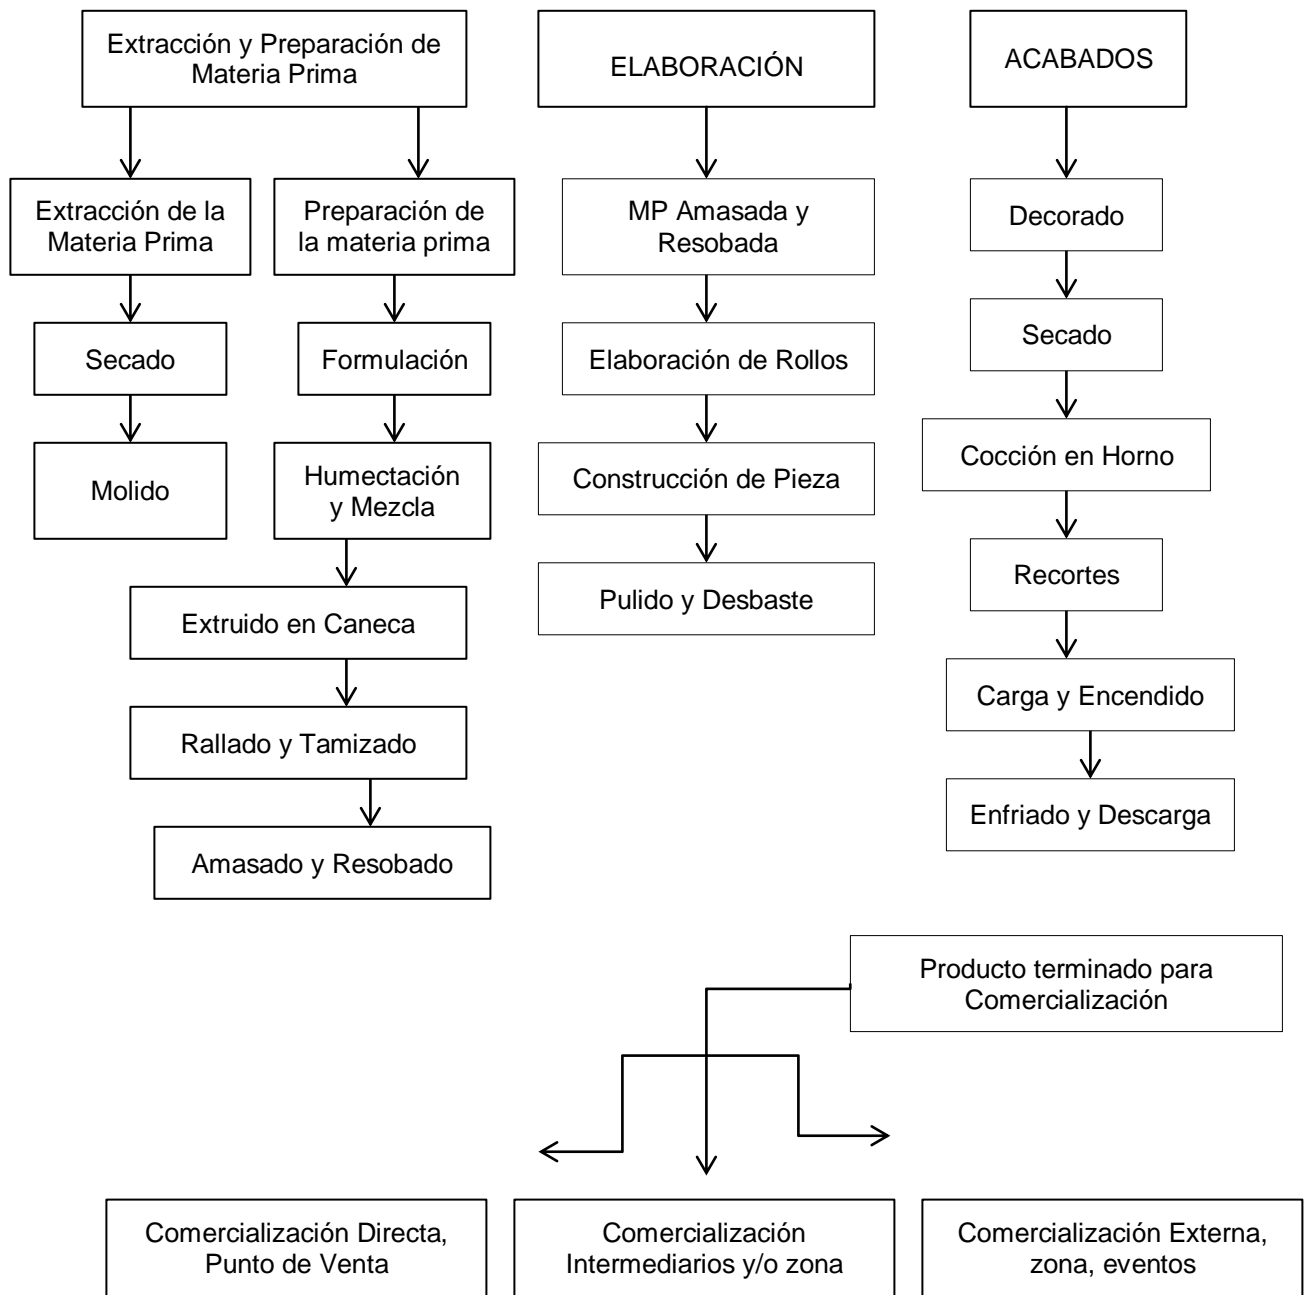 Extracción y Preparación de
Materia Prima
Extracción de la
Materia Prima
Secado
Molido
Preparación de
la materia prima
Formulación
Humectación
y Mezcla
Extruido en Caneca
Rallado y Tamizado
Amasado y Resobado
ELABORACIÓN
MP Amasada y
Resobada
Elaboración de Rollos
Construcción de Pieza
Pulido y Desbaste
ACABADOS
Decorado
Secado
Cocción en Horno
Recortes
Carga y Encendido
Enfriado y Descarga
Producto terminado para
Comercialización
Comercialización Directa,
Punto de Venta
Comercialización
Intermediarios y/o zona
Comercialización Externa,
zona, eventos